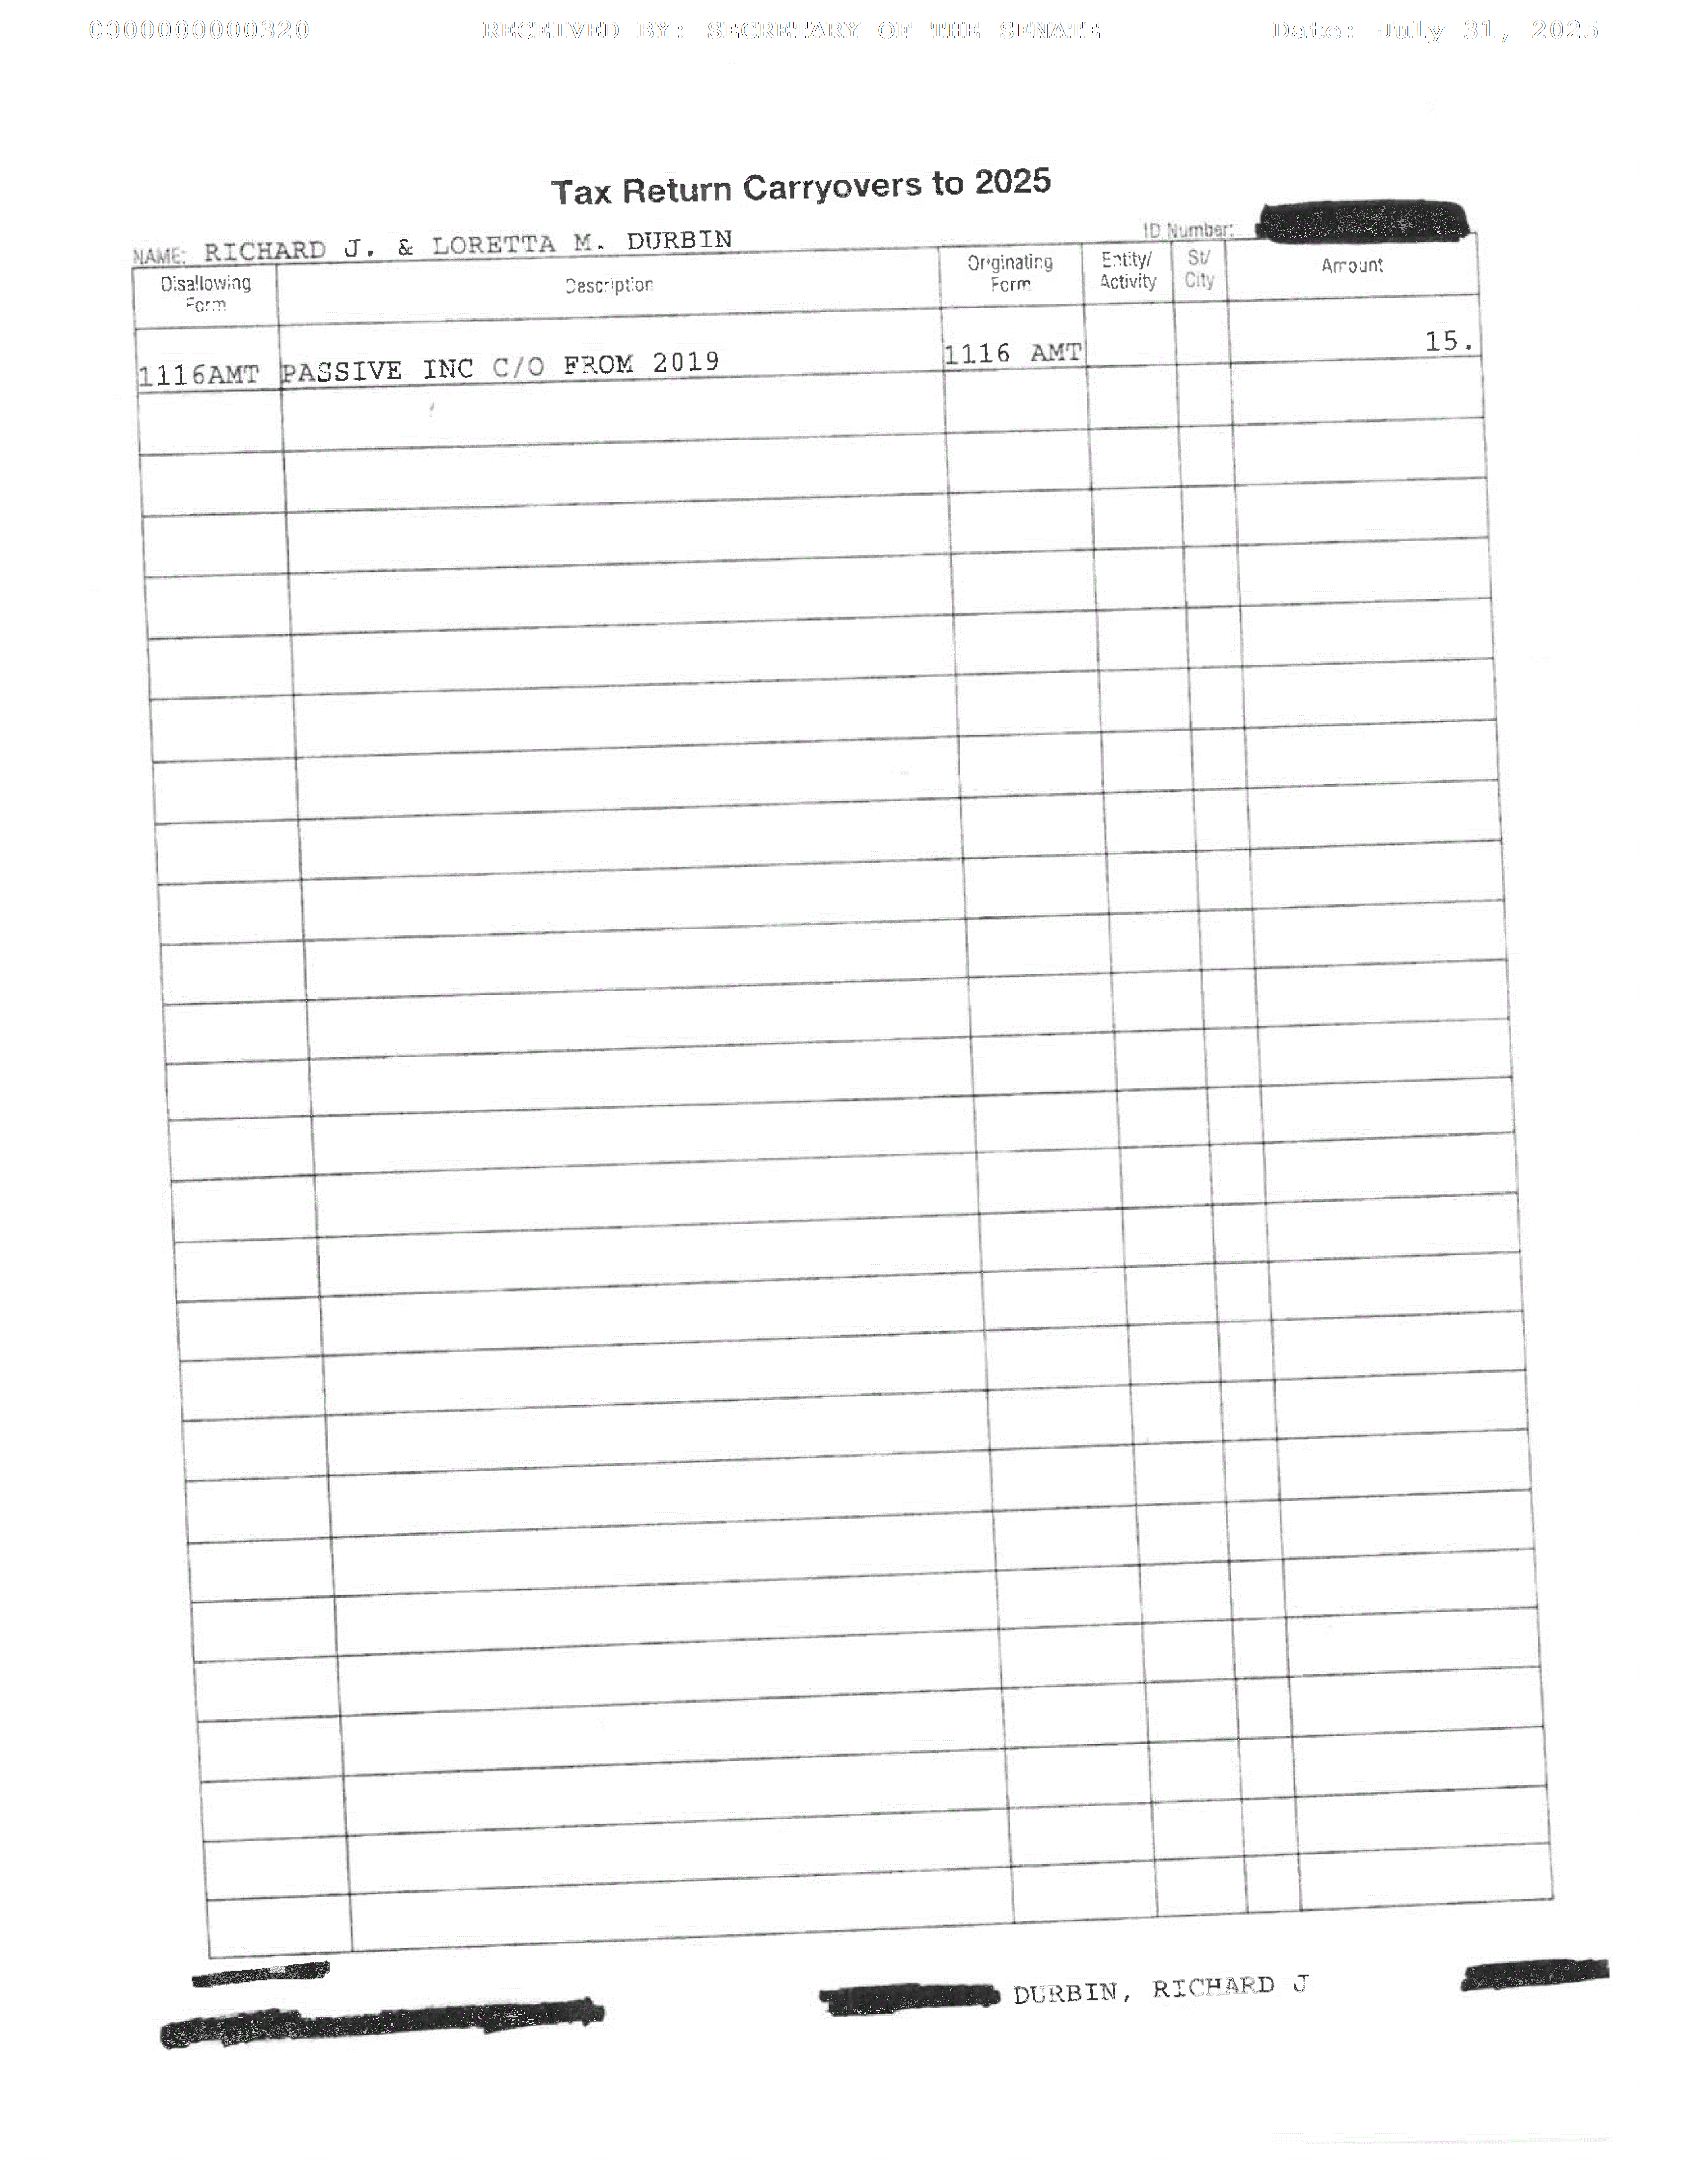 0000000000320 RECEIVED BY: SECRETARY OF THE SENATE Date: July 31, 2025
Tax Return Carryovers to 2025
NAME: RICHARD J. & LORETTA M. DURBIN ID Number:
Disallowing Form Description Originating Form Entity/ Activity St/ City Amount
1116AMT PASSIVE INC C/O FROM 2019 1116 AMT 15.
DURBIN, RICHARD J